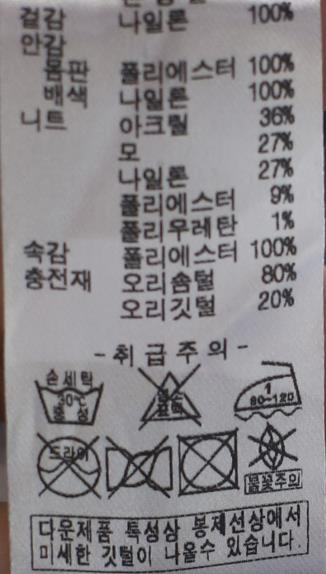 겉감 나일론 100%
안감
몸판 폴리에스터 100%
배색 나일론 100%
니트 아크릴 36%
모 27%
나일론 27%
폴리에스터 9%
폴리우레탄 1%
속감 폴리에스터 100%
충전재 오리솜털 80%
오리깃털 20%
-취급주의-
손세탁
30℃
중성
1
80~120
드라이
불꽃주의
다운제품 특성상 봉제선상에서
미세한 깃털이 나올수 있습니다.